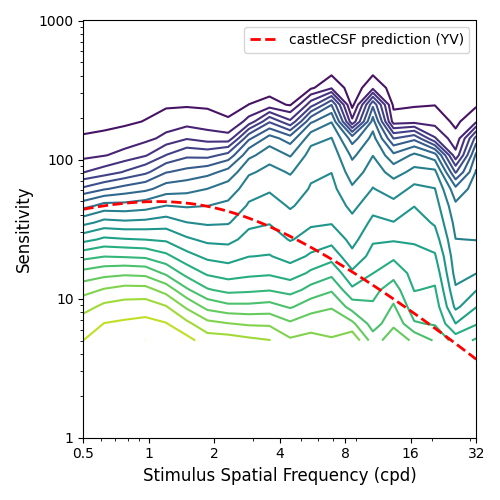 1000
castleCSF prediction (YV)
100
Sensitivity
10
1
0.5 1 2 4 8 16 32
Stimulus Spatial Frequency (cpd)